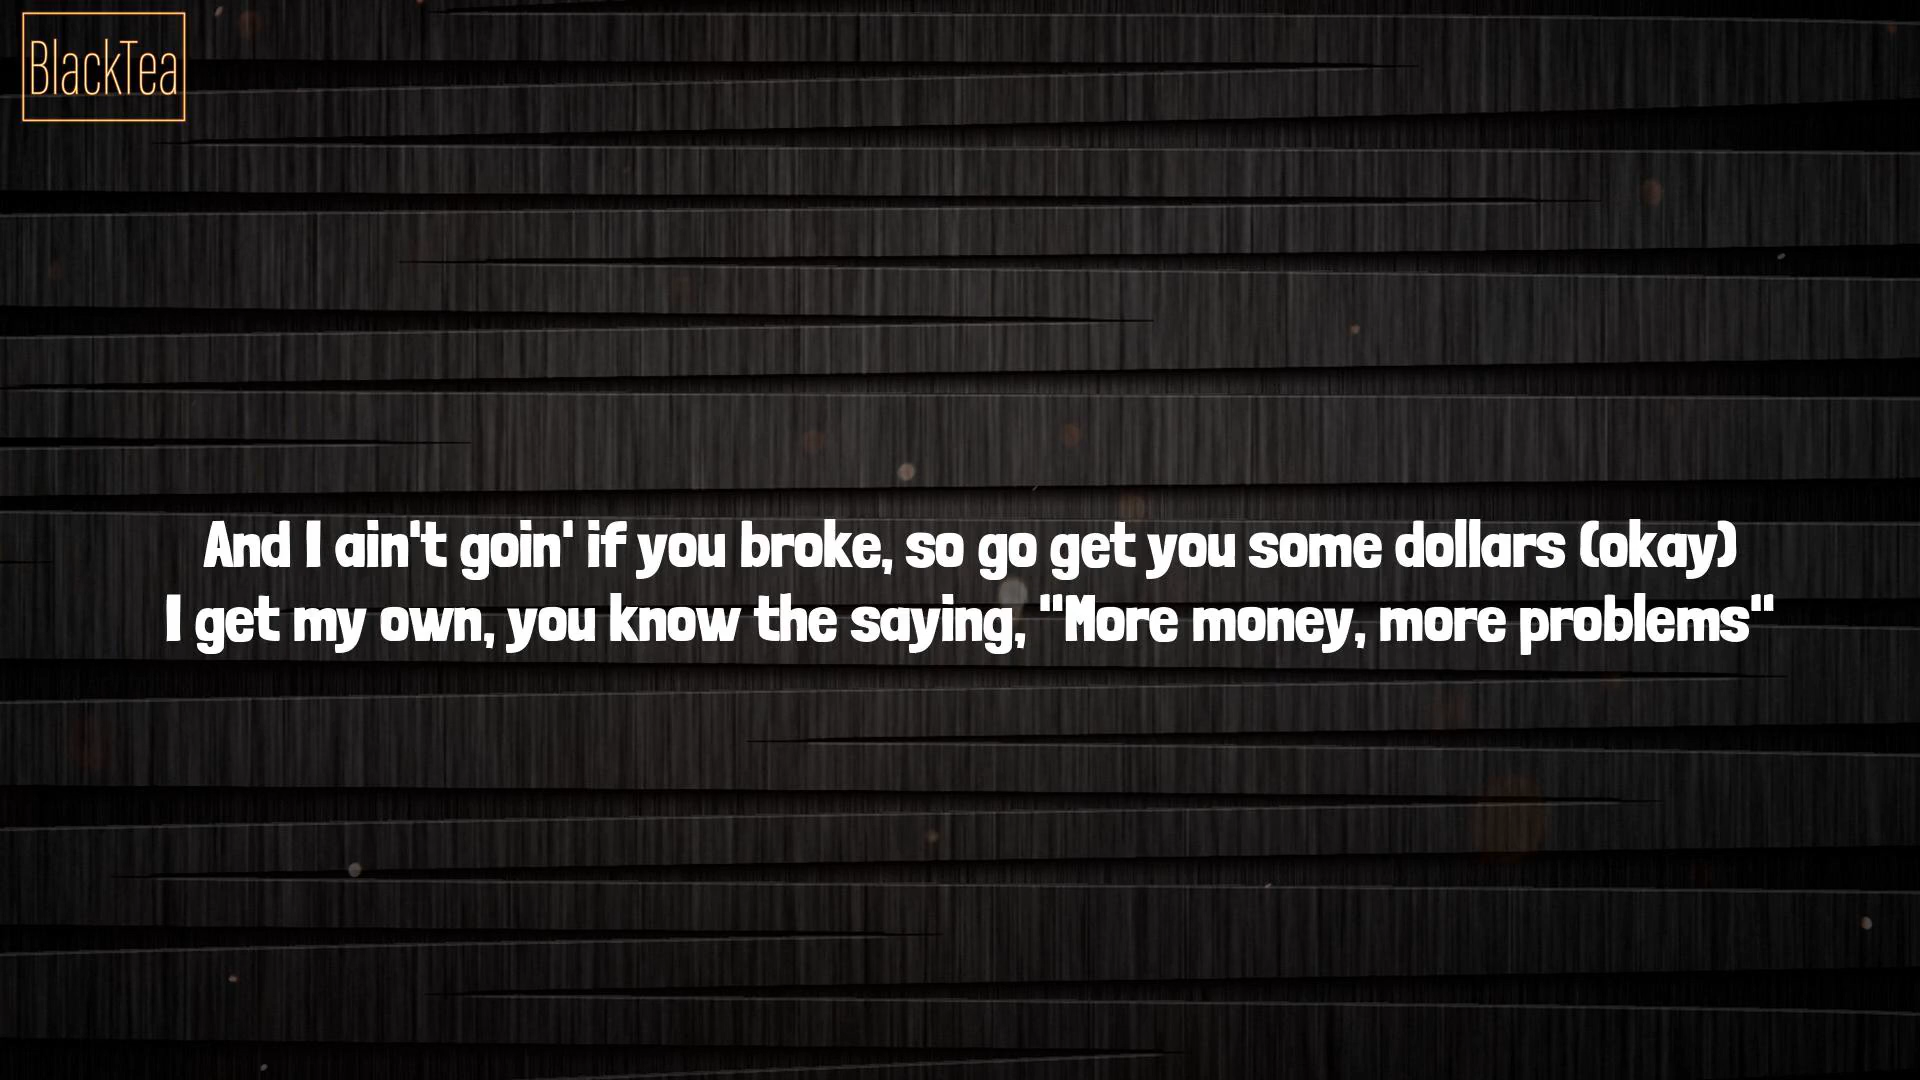 BlackTea
And I ain't goin' if you broke, so go get you some dollars (okay)
I get my own, you know the saying, "More money, more problems"